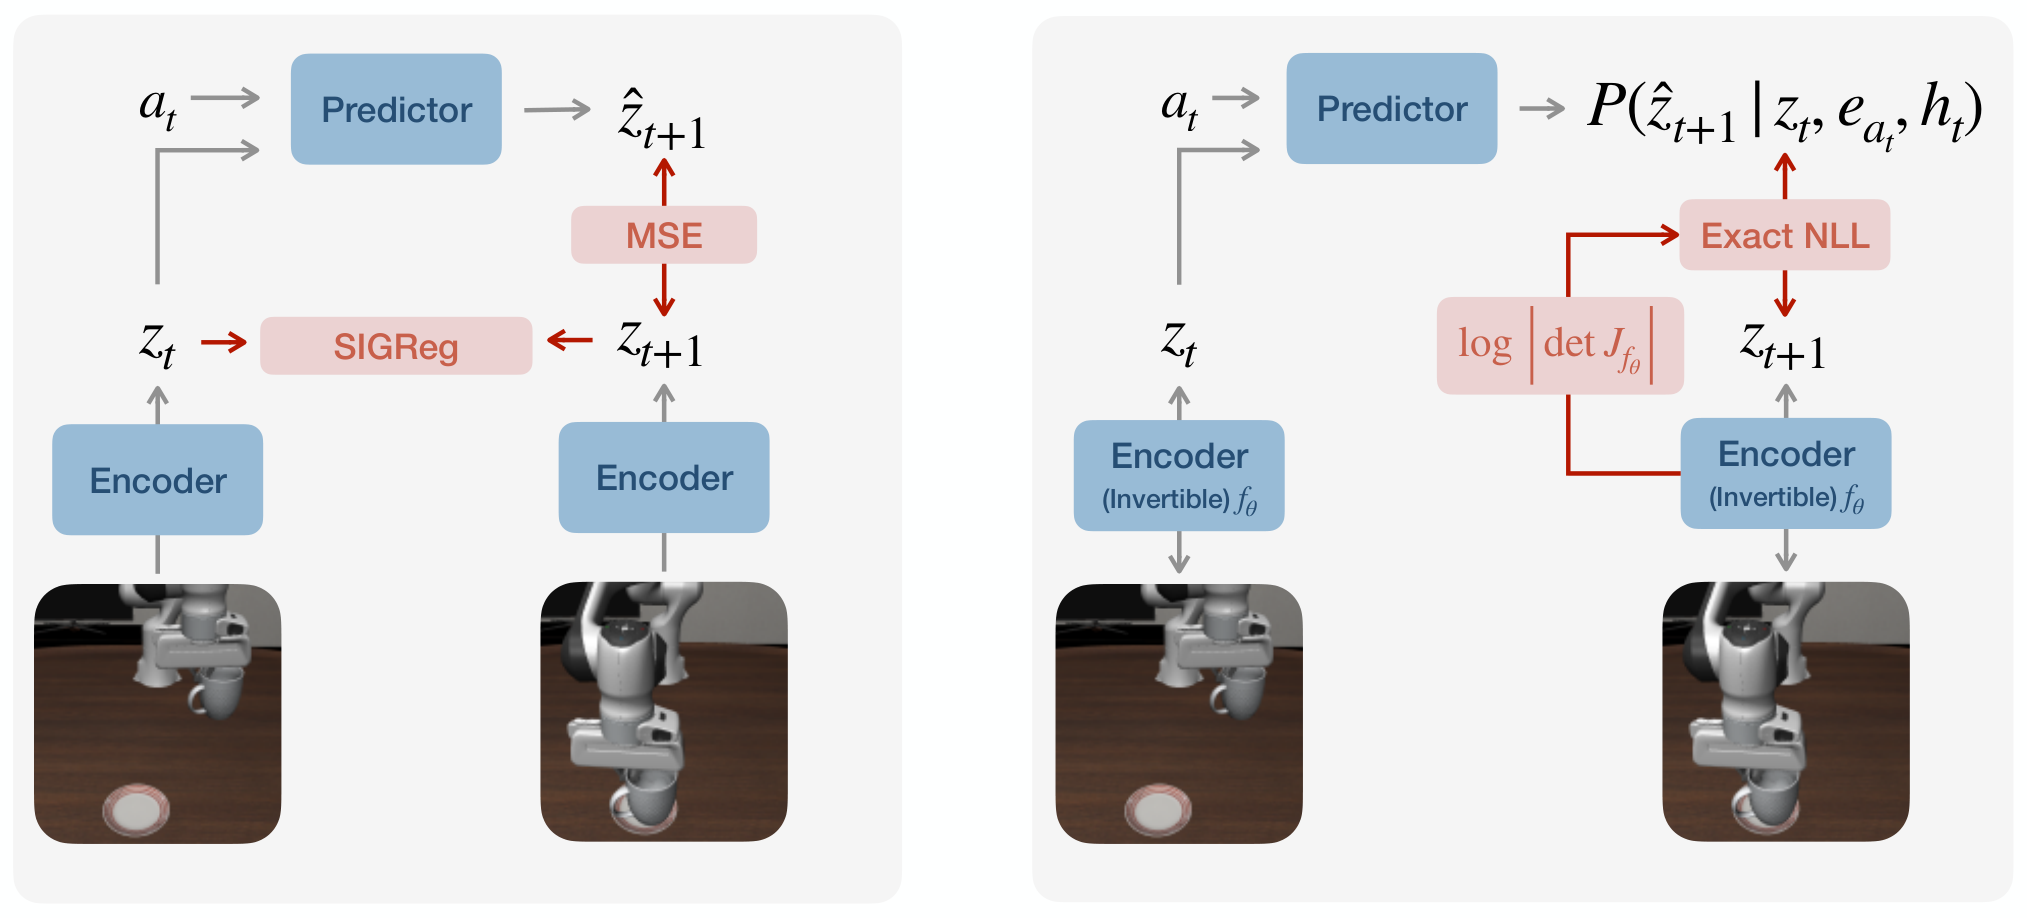 a_t
Predictor
ẑ_{t+1}
MSE
z_t
SIGReg
z_{t+1}
Encoder
Encoder
a_t
Predictor
P(ẑ_{t+1} | z_t, e_{a_t}, h_t)
Exact NLL
z_t
log |det J_{f_θ}|
z_{t+1}
Encoder
(Invertible) f_θ
Encoder
(Invertible) f_θ